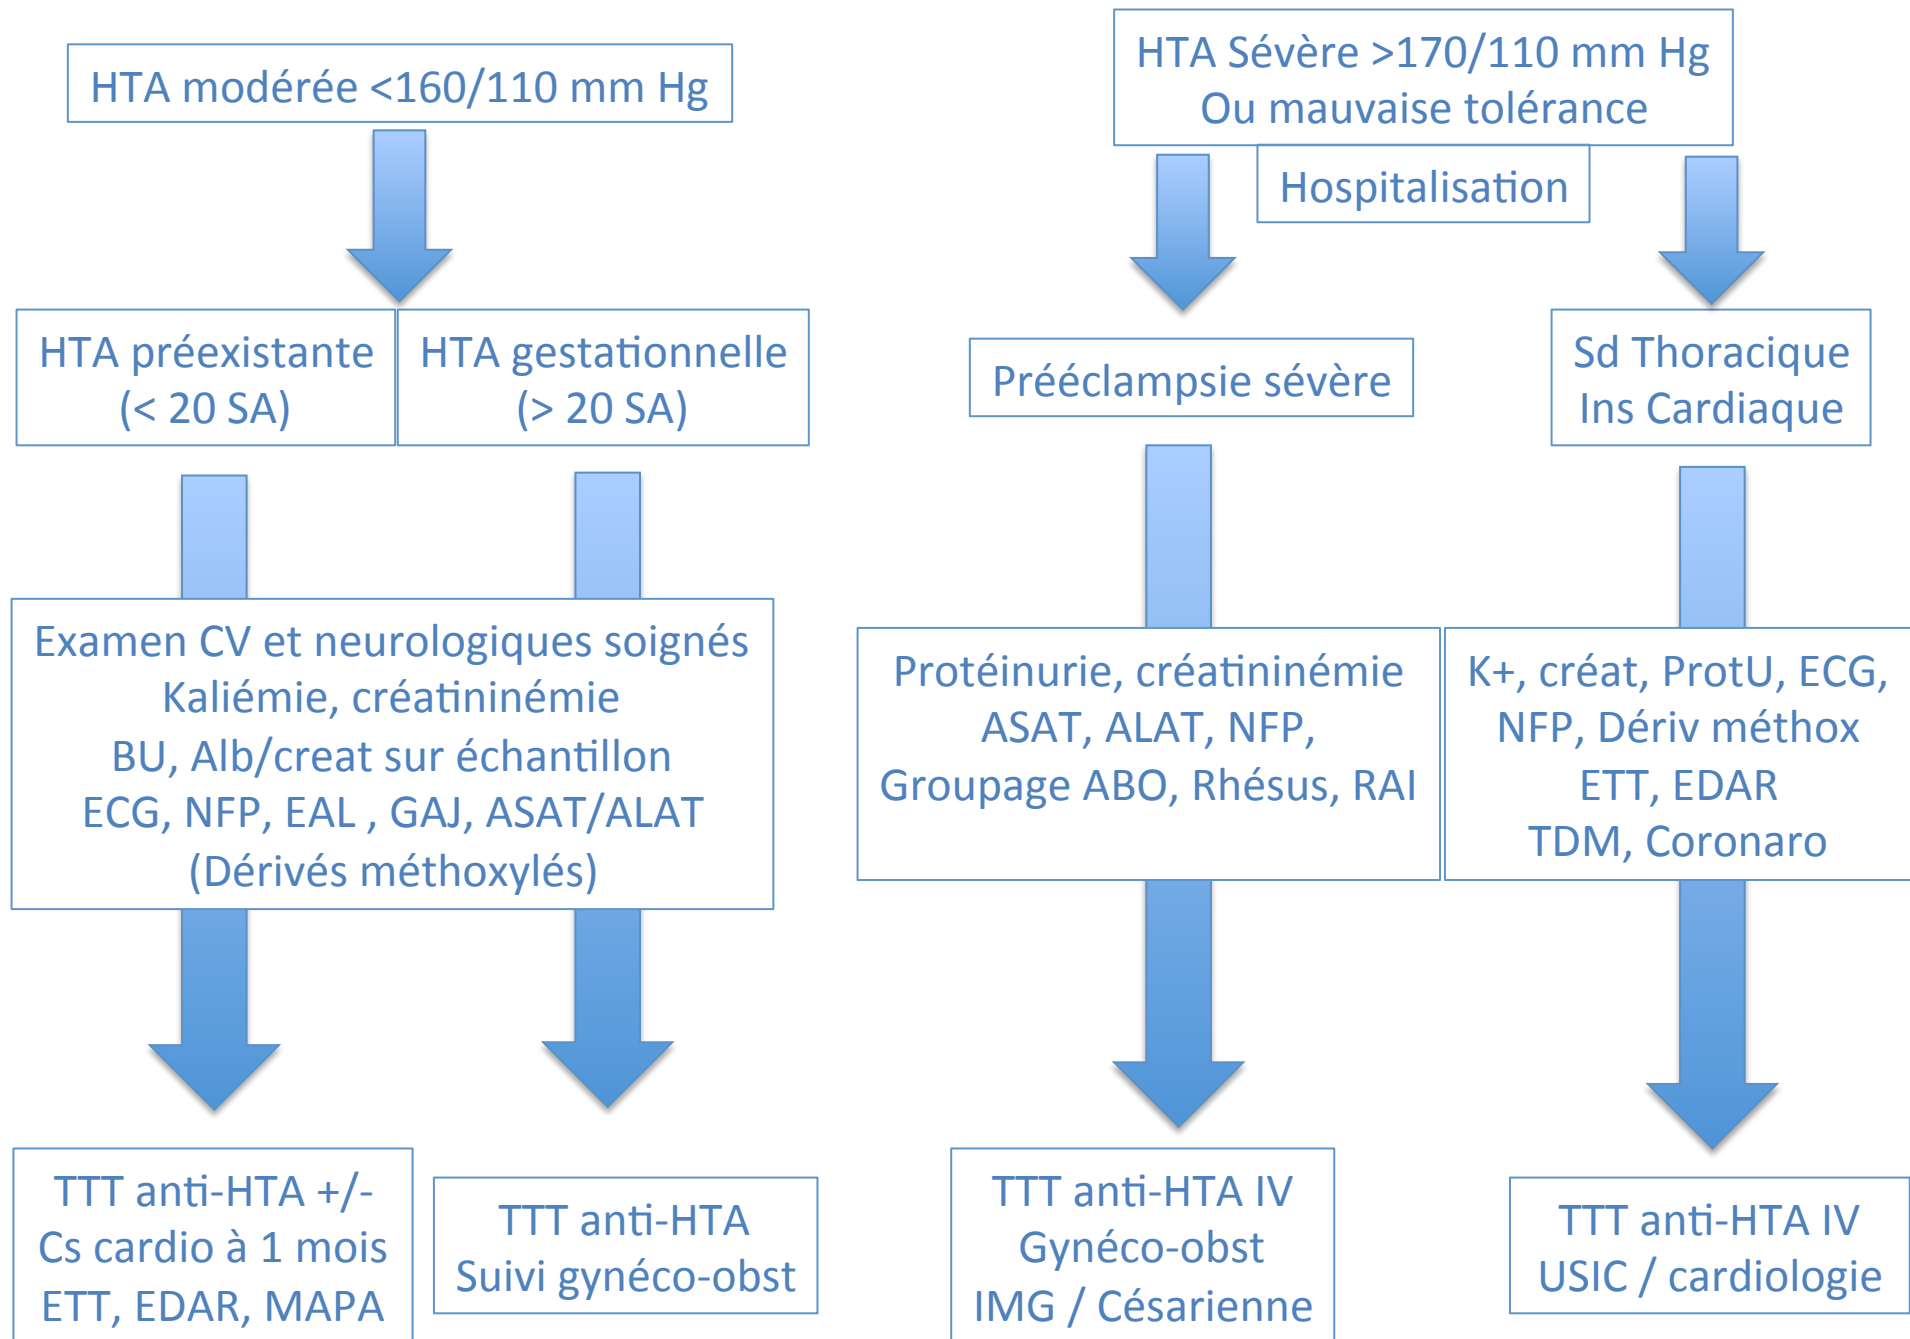 HTA modérée <160/110 mm Hg
HTA Sévère >170/110 mm Hg
Ou mauvaise tolérance
Hospitalisation
HTA préexistante
(< 20 SA)
HTA gestationnelle
(> 20 SA)
Prééclampsie sévère
Sd Thoracique
Ins Cardiaque
Examen CV et neurologiques soignés
Kaliémie, créatininémie
BU, Alb/creat sur échantillon
ECG, NFP, EAL , GAJ, ASAT/ALAT
(Dérivés méthoxylés)
Protéinurie, créatininémie
ASAT, ALAT, NFP,
Groupage ABO, Rhésus, RAI
K+, créat, ProtU, ECG,
NFP, Dériv méthox
ETT, EDAR
TDM, Coronaro
TTT anti-HTA +/-
Cs cardio à 1 mois
ETT, EDAR, MAPA
TTT anti-HTA
Suivi gynéco-obst
TTT anti-HTA IV
Gynéco-obst
IMG / Césarienne
TTT anti-HTA IV
USIC / cardiologie